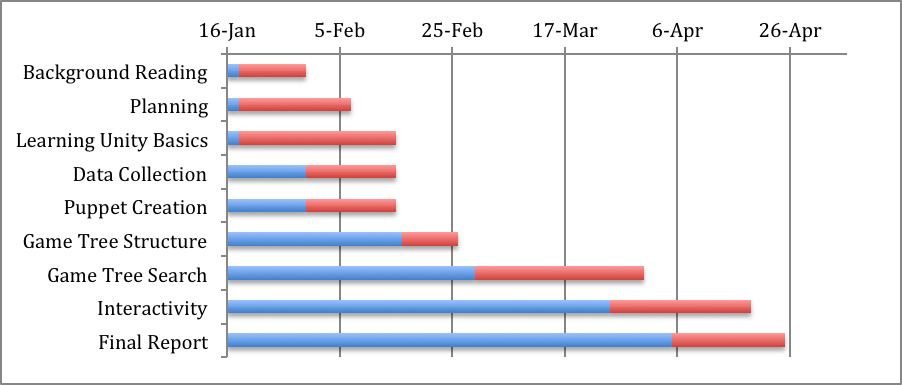 16-Jan 5-Feb 25-Feb 17-Mar 6-Apr 26-Apr
Background Reading
Planning
Learning Unity Basics
Data Collection
Puppet Creation
Game Tree Structure
Game Tree Search
Interactivity
Final Report